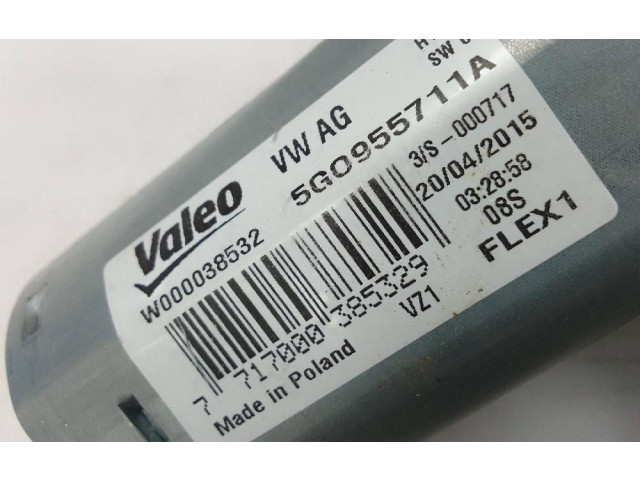 Valeo
VW AG
W000038532
5G0955711A
3/S-000717
20/04/2015
03:28:58
08S
FLEX1
7 717000 385329
VZ1
Made in Poland
SW